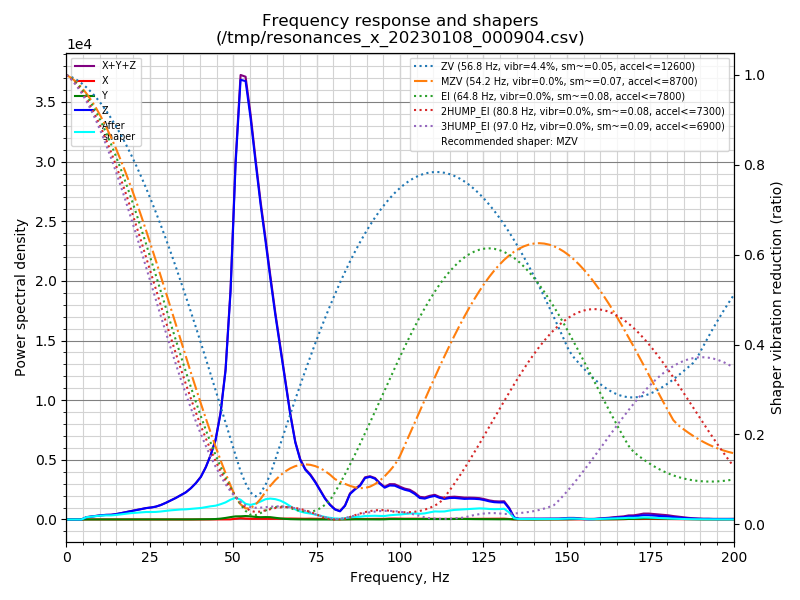 Frequency response and shapers
(/tmp/resonances_x_20230108_000904.csv)
1e4
X+Y+Z
X
Y
Z
After
shaper
ZV (56.8 Hz, vibr=4.4%, sm~=0.05, accel<=12600)
MZV (54.2 Hz, vibr=0.0%, sm~=0.07, accel<=8700)
EI (64.8 Hz, vibr=0.0%, sm~=0.08, accel<=7800)
2HUMP_EI (80.8 Hz, vibr=0.0%, sm~=0.08, accel<=7300)
3HUMP_EI (97.0 Hz, vibr=0.0%, sm~=0.09, accel<=6900)
Recommended shaper: MZV
Power spectral density
3.5
3.0
2.5
2.0
1.5
1.0
0.5
0.0
1.0
0.8
0.6
0.4
0.2
0.0
Shaper vibration reduction (ratio)
0 25 50 75 100 125 150 175 200
Frequency, Hz